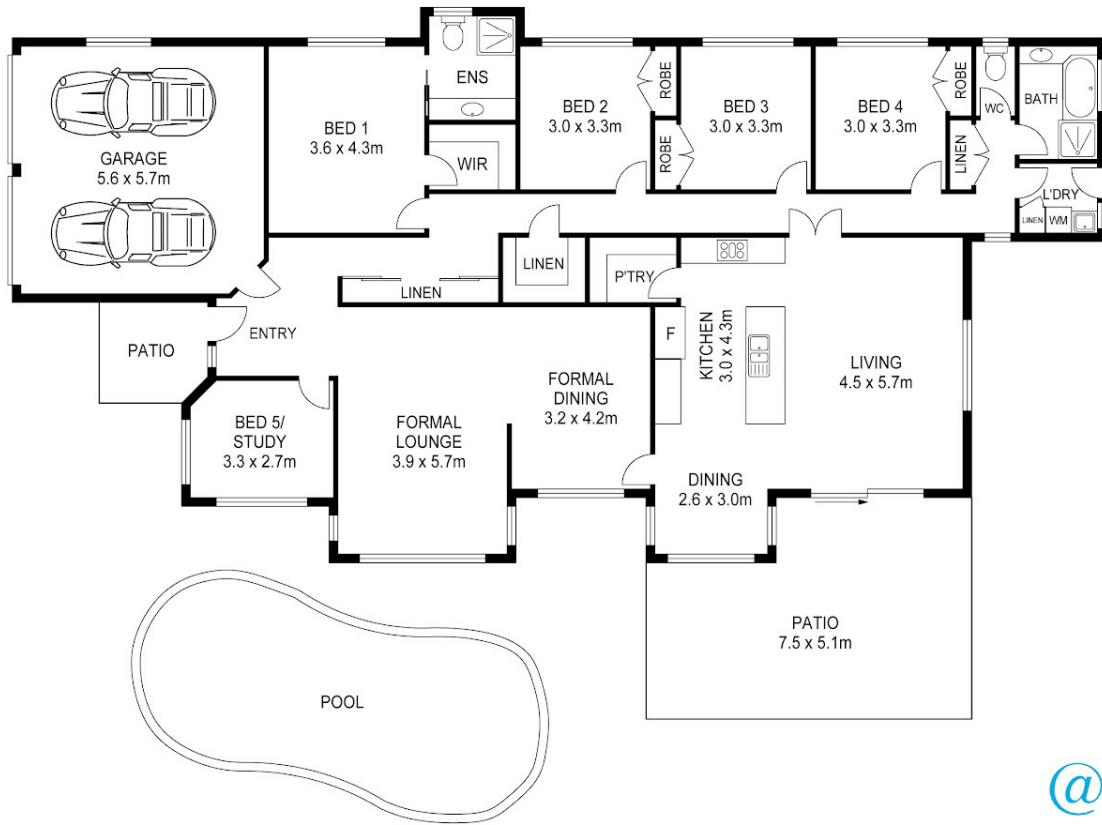 ENS
BED 1
3.6 x 4.3m
BED 2
3.0 x 3.3m
ROBE
BED 3
3.0 x 3.3m
ROBE
BED 4
3.0 x 3.3m
ROBE
WC
BATH
GARAGE
5.6 x 5.7m
WIR
LINEN
L'DRY
LINEN
WM
LINEN
LINEN
P'TRY
ENTRY
PATIO
F
KITCHEN
3.0 x 4.3m
LIVING
4.5 x 5.7m
BED 5/
STUDY
3.3 x 2.7m
FORMAL
LOUNGE
3.9 x 5.7m
FORMAL
DINING
3.2 x 4.2m
DINING
2.6 x 3.0m
PATIO
7.5 x 5.1m
POOL
@